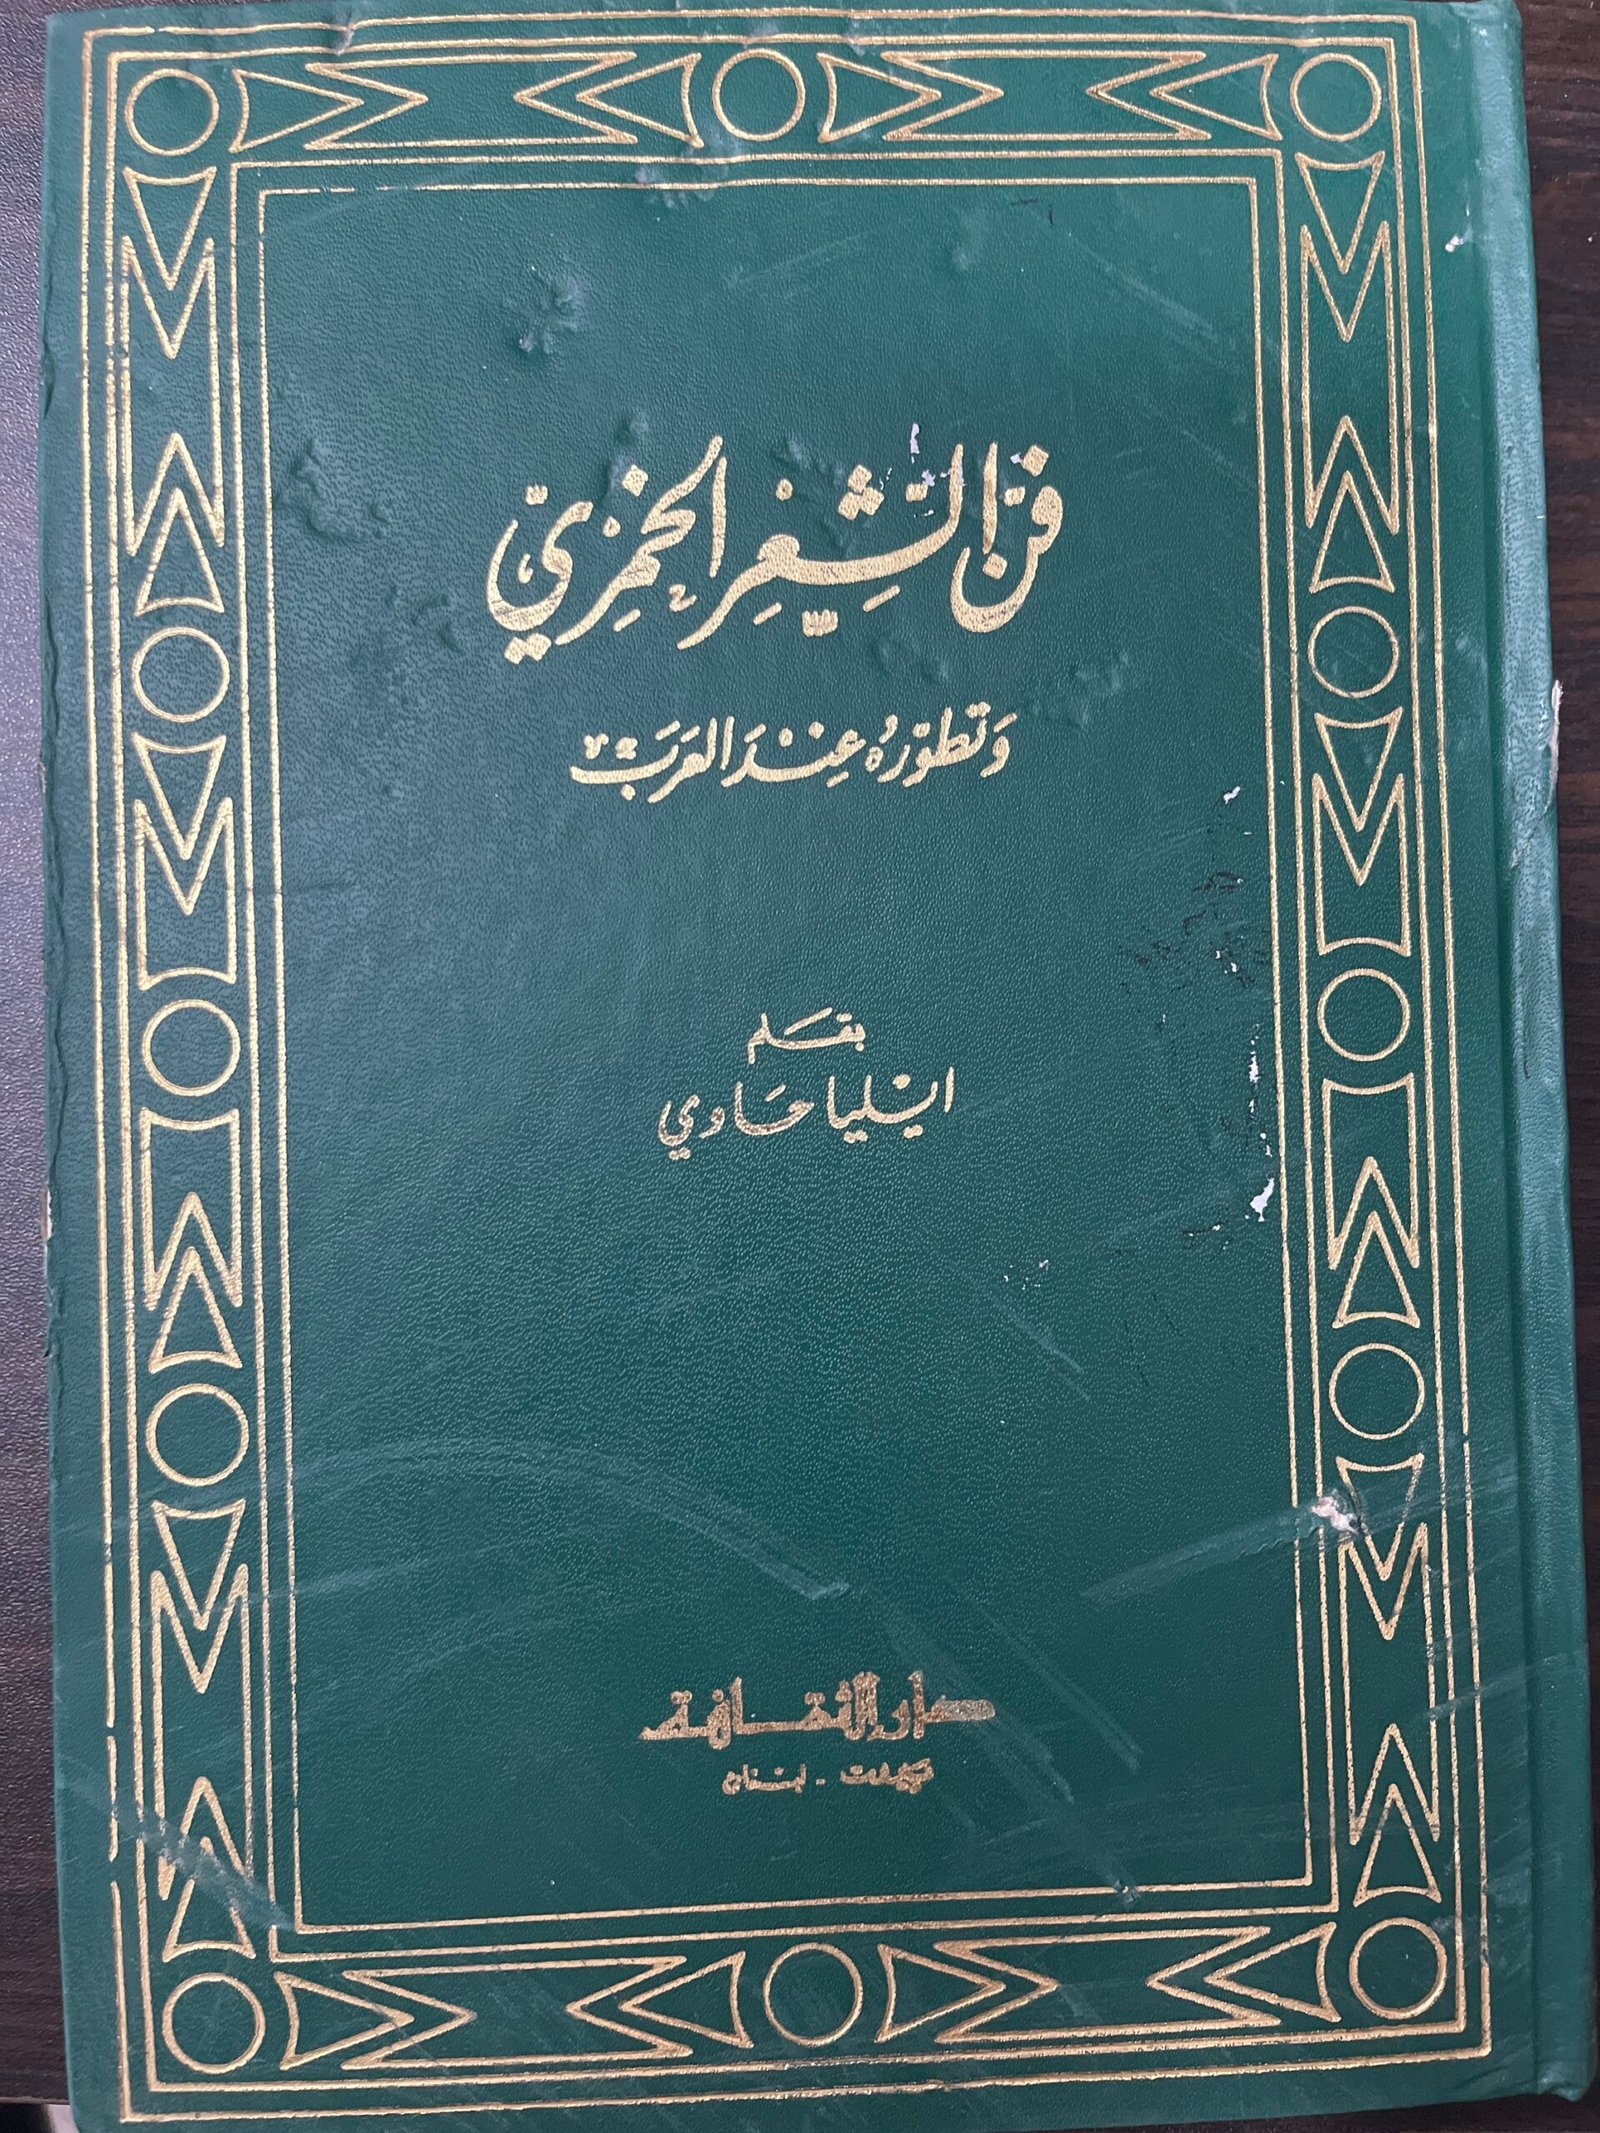 فن الشعر الخمري
وتطوره عند العرب
بقلم
ايليا حاوي
دار الثقافة
بيروت - لبنان